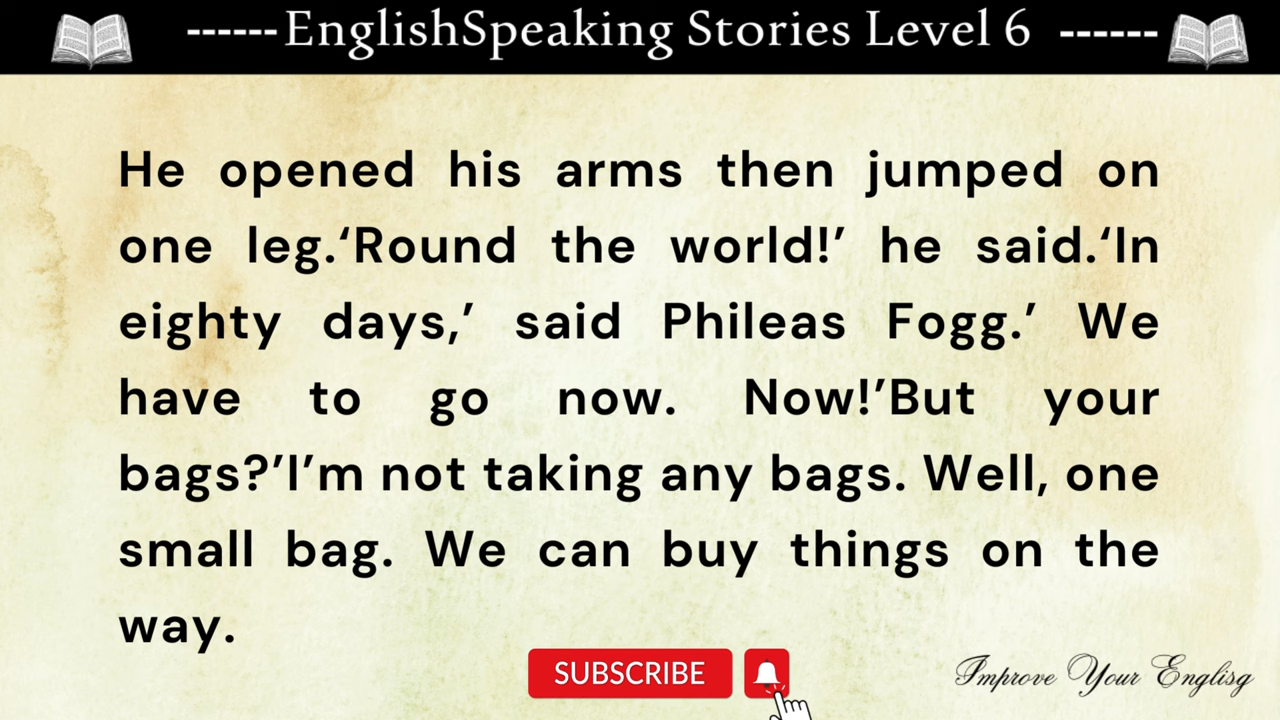 ------EnglishSpeaking Stories Level 6 ------
He opened his arms then jumped on
one leg.‘Round the world!’ he said.‘In
eighty days,’ said Phileas Fogg.’ We
have to go now. Now!’But your
bags?’I’m not taking any bags. Well, one
small bag. We can buy things on the
way.
SUBSCRIBE
Improve Your Englisg